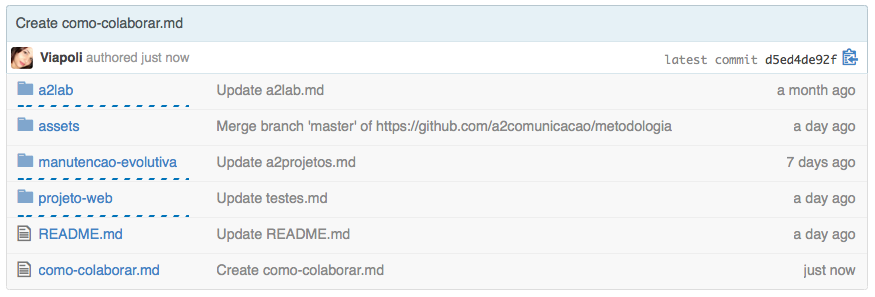 Create como-colaborar.md
Viapoli authored just now latest commit d5ed4de92f
a2lab Update a2lab.md a month ago
assets Merge branch 'master' of https://github.com/a2comunicacao/metodologia a day ago
manutencao-evolutiva Update a2projetos.md 7 days ago
projeto-web Update testes.md a day ago
README.md Update README.md a day ago
como-colaborar.md Create como-colaborar.md just now